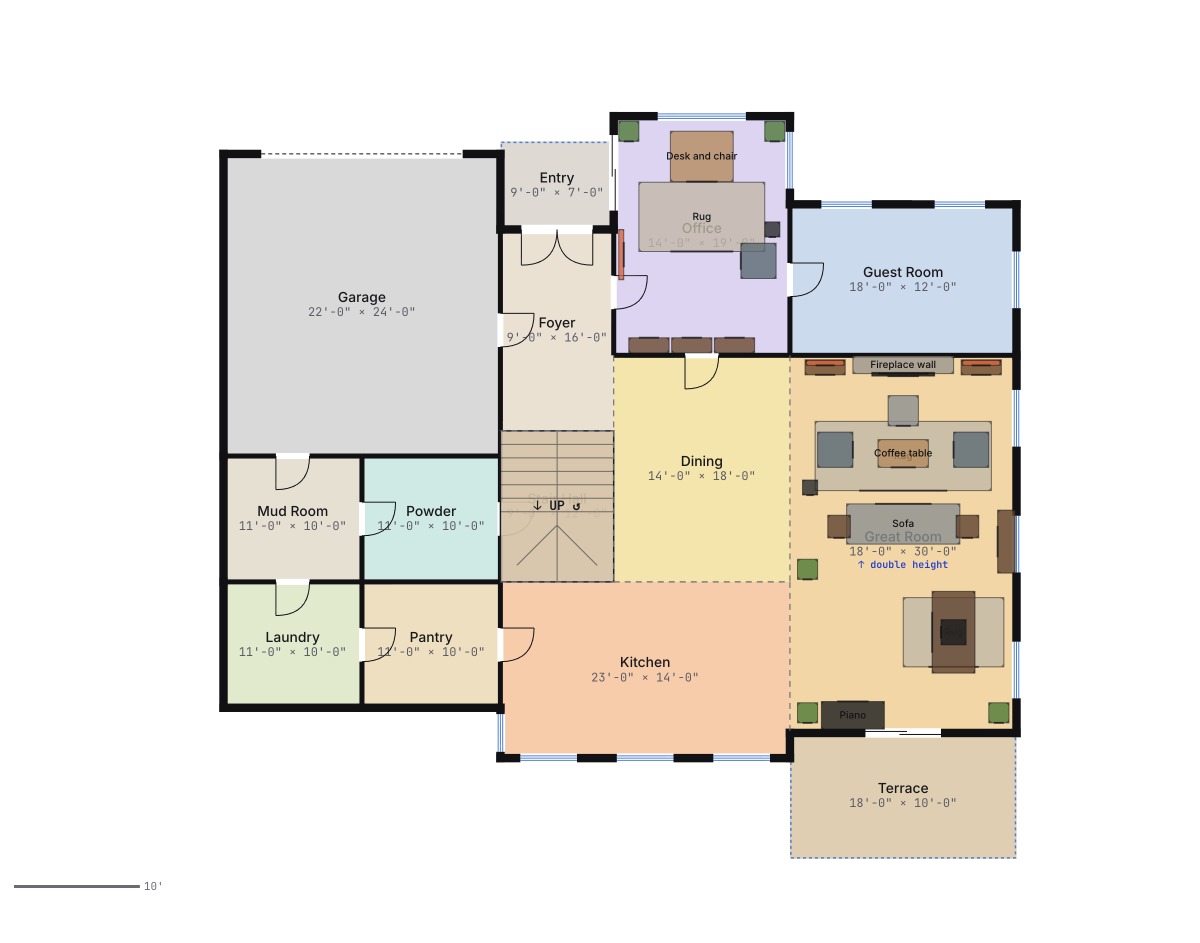 Desk and chair
Entry
9'-0" × 7'-0"
Rug
Office
14'-0" × 19'-0"
Guest Room
18'-0" × 12'-0"
Garage
22'-0" × 24'-0"
Foyer
9'-0" × 16'-0"
Fireplace wall
Coffee table
Dining
14'-0" × 18'-0"
Stair Hall
↓ UP ↺
Mud Room
11'-0" × 10'-0"
Powder
11'-0" × 10'-0"
Sofa
Great Room
18'-0" × 30'-0"
↑ double height
Laundry
11'-0" × 10'-0"
Pantry
11'-0" × 10'-0"
Kitchen
23'-0" × 14'-0"
Piano
Terrace
18'-0" × 10'-0"
10'